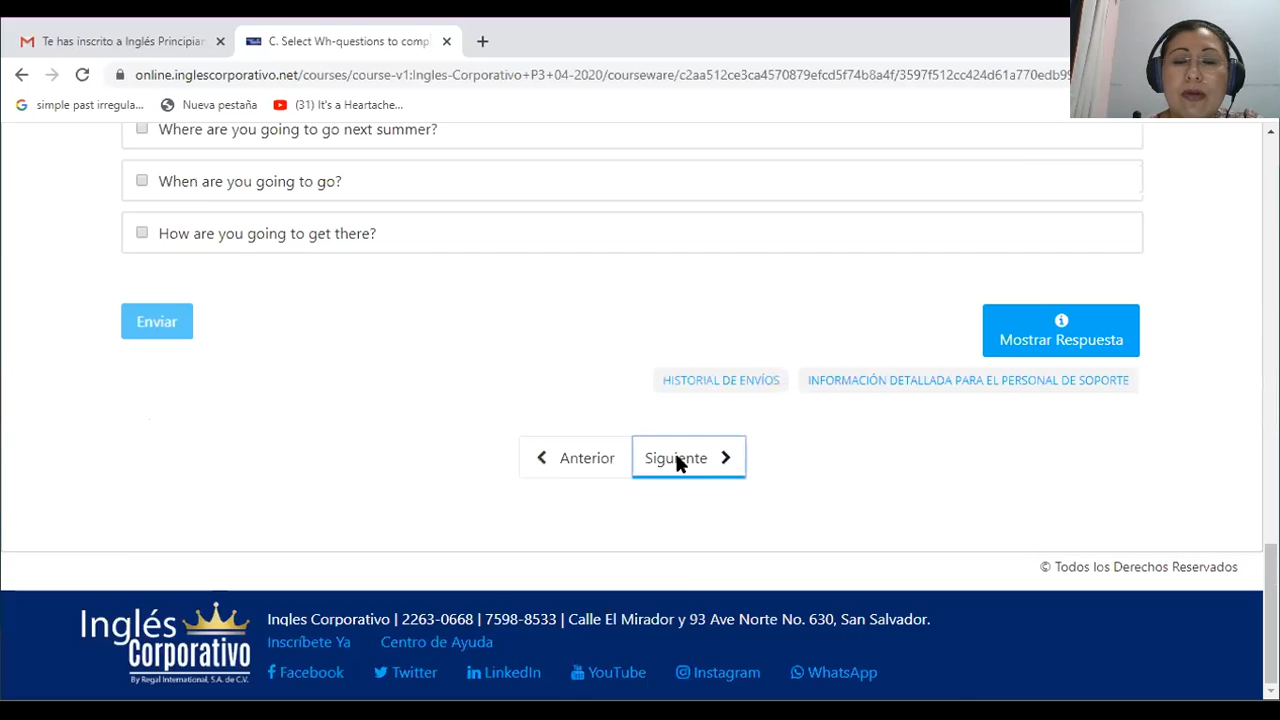 Te has inscrito a Inglés Principian
C. Select Wh-questions to comp
online.inglescorporativo.net/courses/course-v1:Ingles-Corporativo+P3+04-2020/courseware/c2aa512ce3ca4570879efcd5f74b8a4f/3597f512cc424d61a770edb99
simple past irregula...
Nueva pestaña
(31) It's a Heartache...
Where are you going to go next summer?
When are you going to go?
How are you going to get there?
Enviar
Mostrar Respuesta
HISTORIAL DE ENVÍOS
INFORMACIÓN DETALLADA PARA EL PERSONAL DE SOPORTE
Anterior
Siguiente
© Todos los Derechos Reservados
Inglés
Corporativo
By Regal International, S.A. de C.V.
Ingles Corporativo | 2263-0668 | 7598-8533 | Calle El Mirador y 93 Ave Norte No. 630, San Salvador.
Inscríbete Ya
Centro de Ayuda
Facebook
Twitter
LinkedIn
YouTube
Instagram
WhatsApp